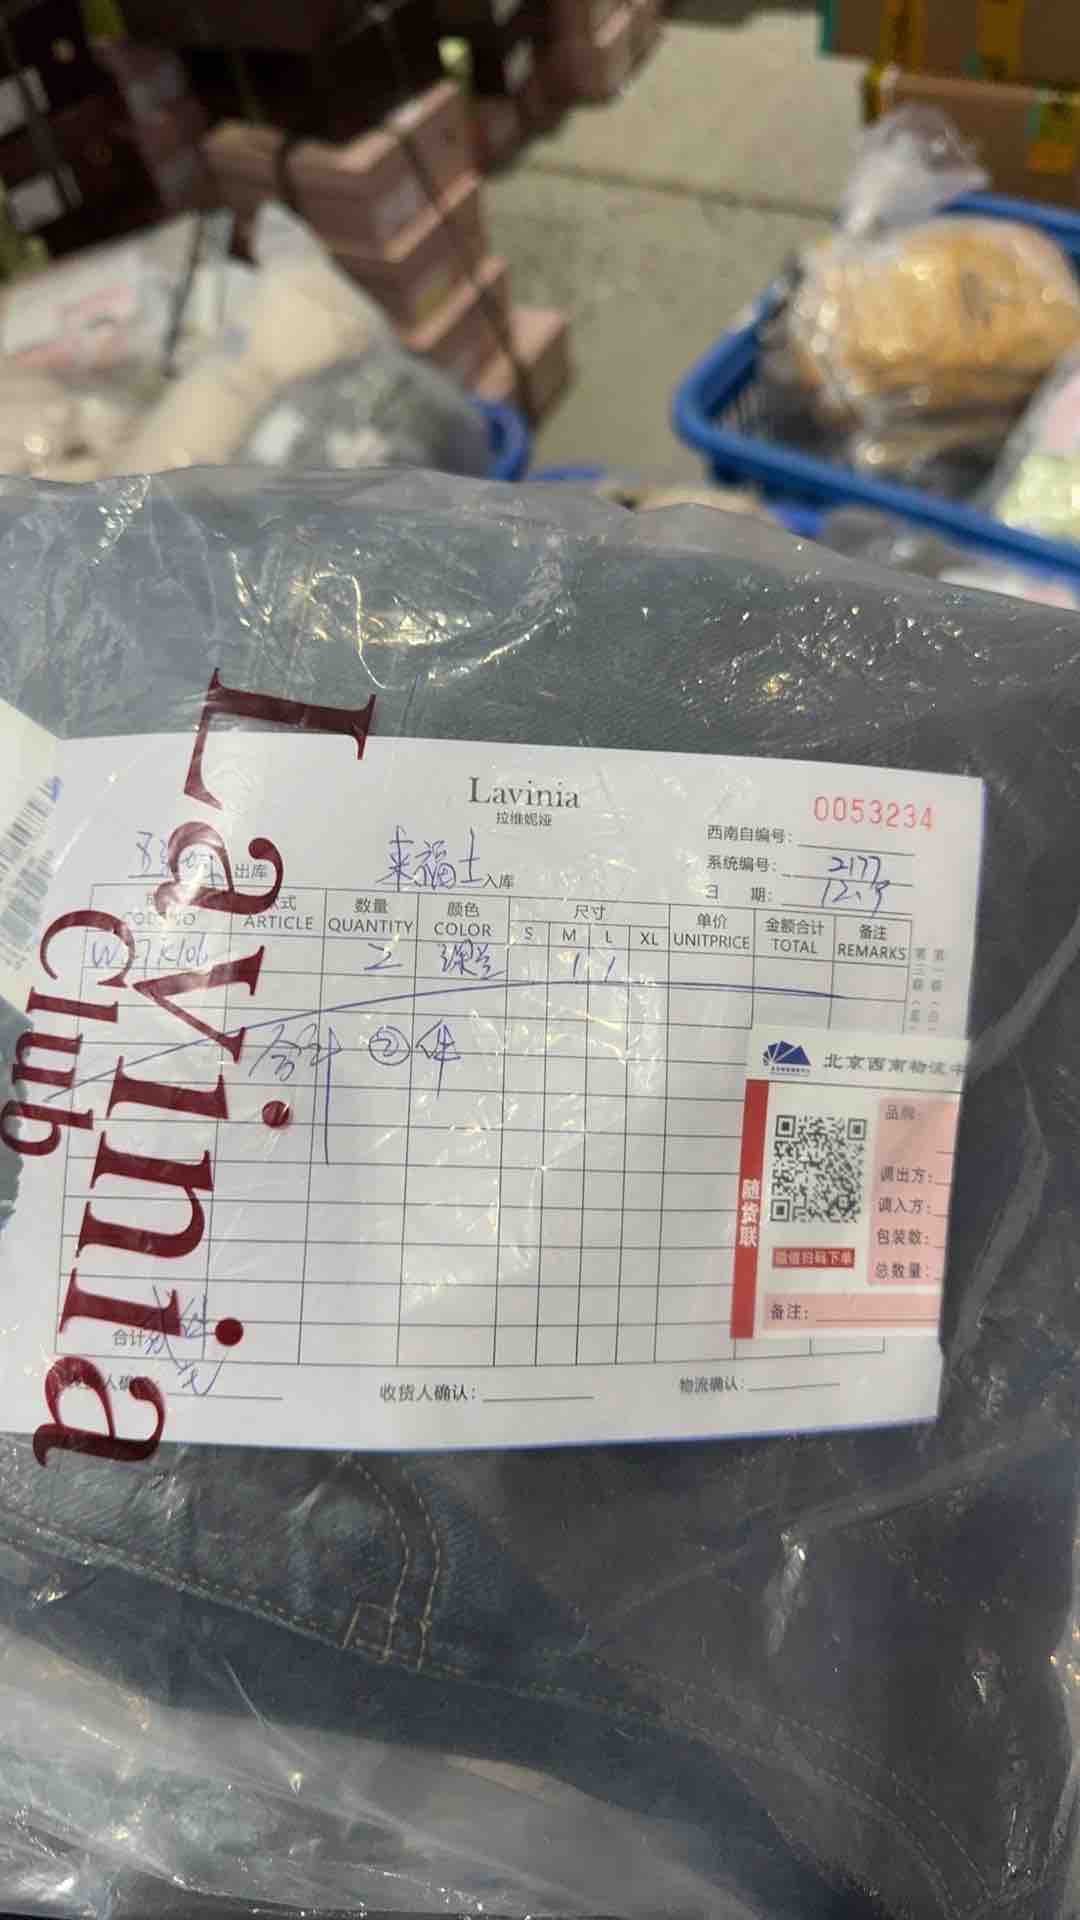 Lavinia
Club
Lavinia
拉维妮娅
0053234
西南自编号:
系统编号: 2177
日 期: 12.
出库
来福士入库
ARTICLE
数量
QUANTITY
颜色
COLOR
尺寸
S M L XL
单价
UNITPRICE
金额合计
TOTAL
备注
REMARKS
2 深兰 1 1
合计 ② 件
北京西南物流
品牌:
调出方:
调入方:
包装数:
总数量:
随货联
微信扫码下单
备注:
合计
收货人确认:
物流确认: